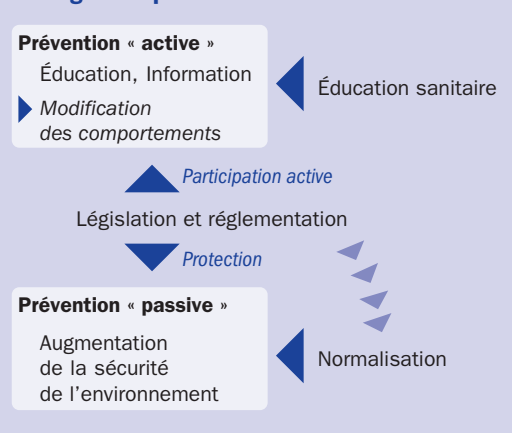 Prévention « active »
Éducation, Information
Modification
des comportements
Éducation sanitaire
Participation active
Législation et réglementation
Protection
Prévention « passive »
Augmentation
de la sécurité
de l’environnement
Normalisation